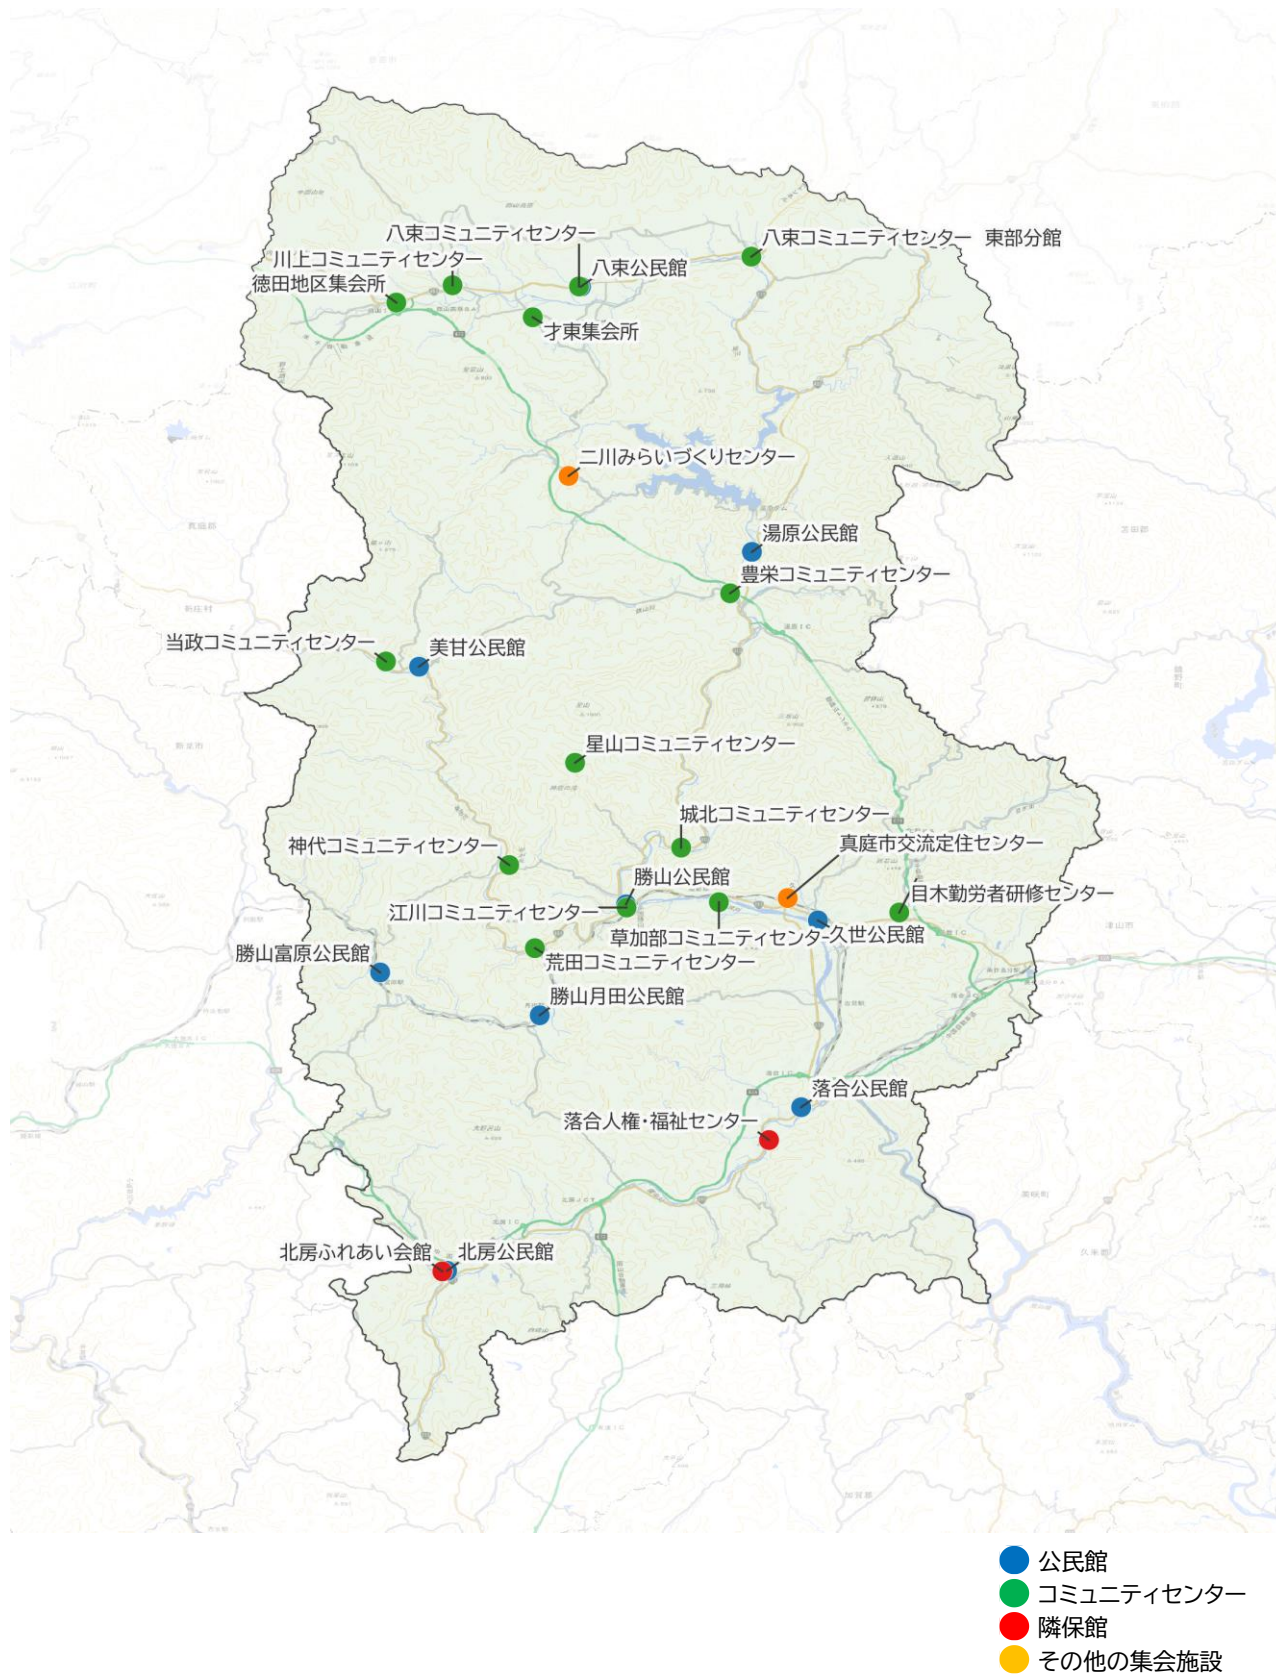 八束コミュニティセンター
八束コミュニティセンター 東部分館
川上コミュニティセンター
八束公民館
徳田地区集会所
才東集会所
二川みらいづくりセンター
湯原公民館
豊栄コミュニティセンター
当政コミュニティセンター
美甘公民館
星山コミュニティセンター
城北コミュニティセンター
神代コミュニティセンター
真庭市交流定住センター
勝山公民館
目木勤労者研修センター
江川コミュニティセンター
草加部コミュニティセンター
久世公民館
勝山富原公民館
荒田コミュニティセンター
勝山月田公民館
落合公民館
落合人権・福祉センター
北房ふれあい会館
北房公民館
公民館
コミュニティセンター
隣保館
その他の集会施設